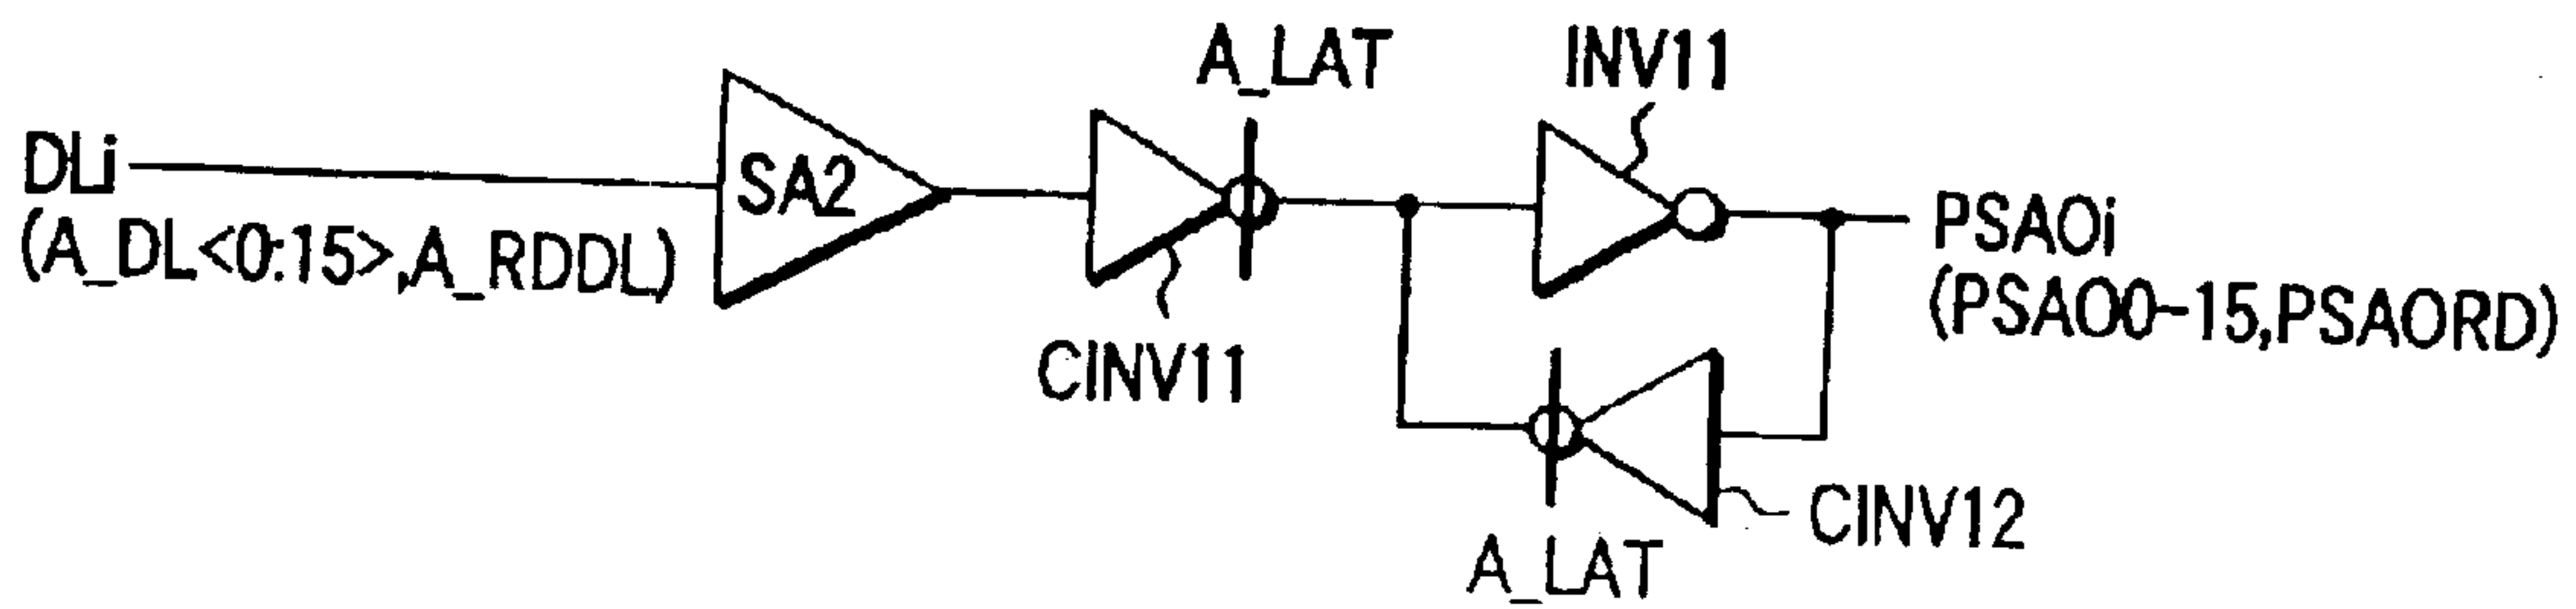 A_LAT
INV11
DLi
SA2
PSAOi
(A_DL<0:15>,A_RDDL)
(PSAO0-15,PSAORD)
CINV11
CINV12
A_LAT